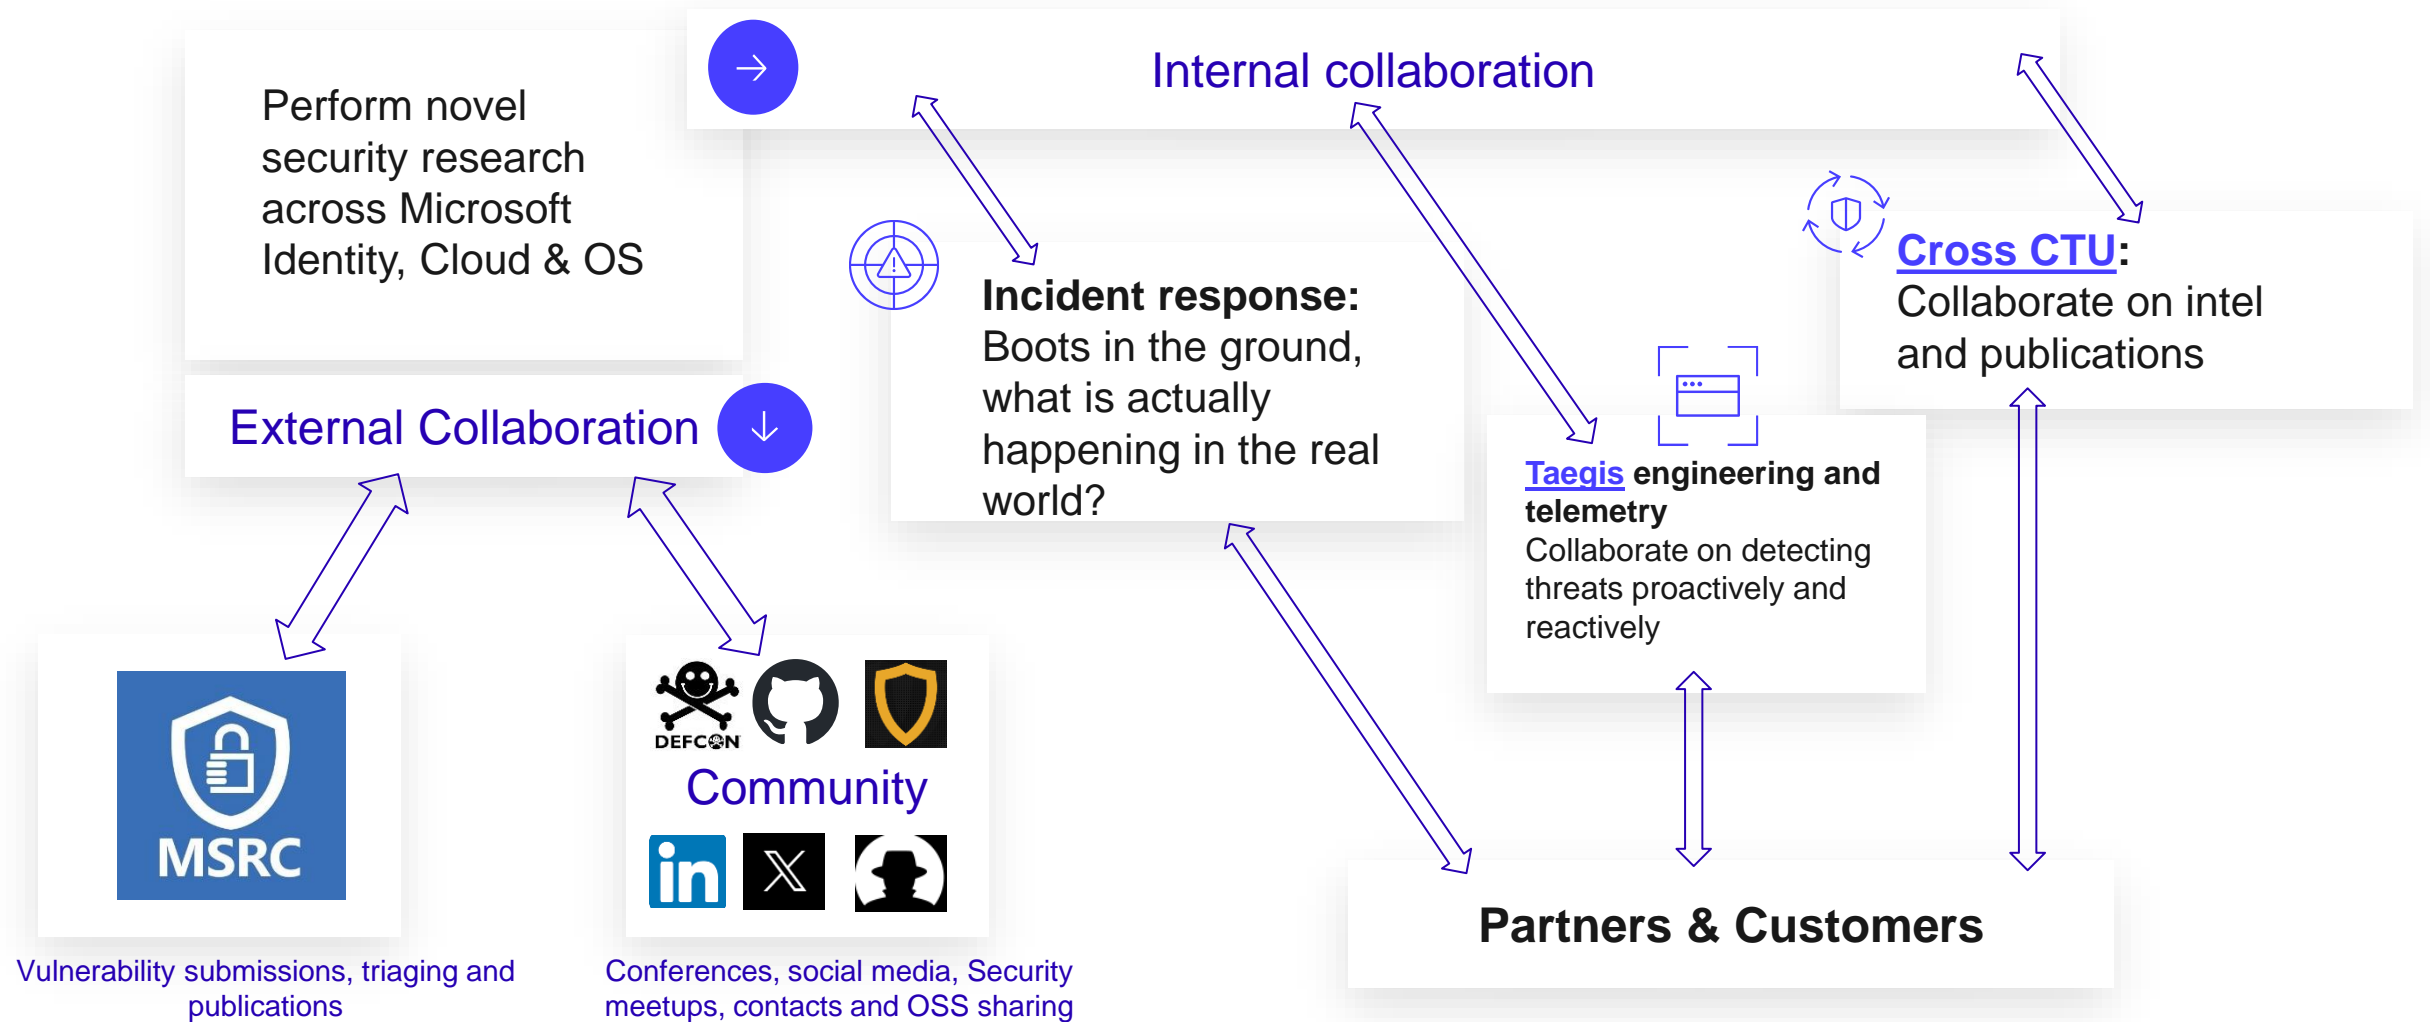 Perform novel
security research
across Microsoft
Identity, Cloud & OS
Internal collaboration
External Collaboration
Incident response:
Boots in the ground,
what is actually
happening in the real
world?
Taegis engineering and
telemetry
Collaborate on detecting
threats proactively and
reactively
Cross CTU:
Collaborate on intel
and publications
MSRC
Vulnerability submissions, triaging and
publications
DEFCON
Community
in
X
Conferences, social media, Security
meetups, contacts and OSS sharing
Partners & Customers